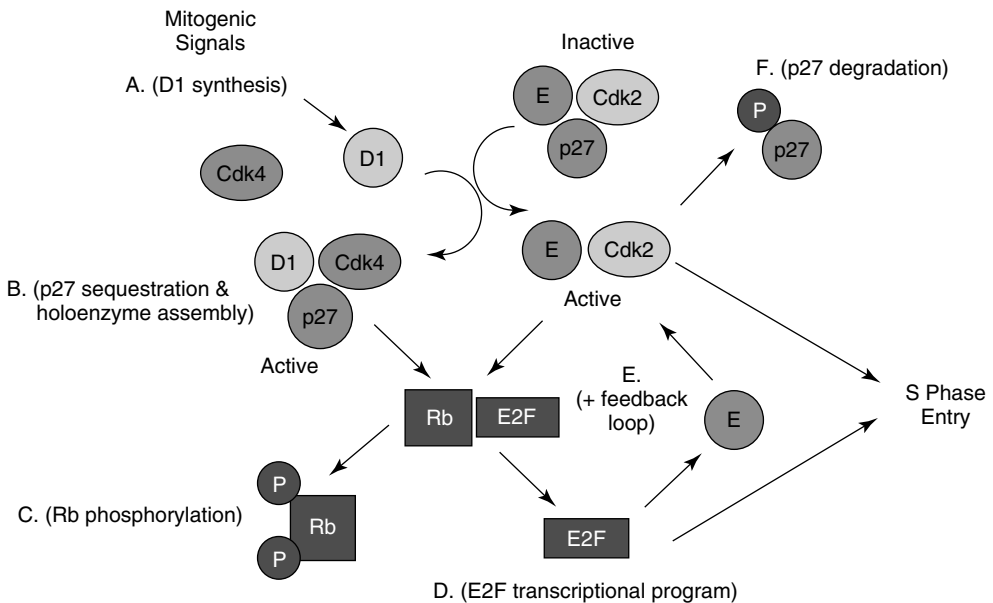 Mitogenic
Signals
A. (D1 synthesis)
Inactive
E
Cdk2
p27
F. (p27 degradation)
P
p27
Cdk4
D1
D1
Cdk4
p27
B. (p27 sequestration &
holoenzyme assembly)
Active
E
Cdk2
Active
Rb
E2F
E.
(+ feedback
loop)
E
S Phase
Entry
C. (Rb phosphorylation)
P
Rb
P
E2F
D. (E2F transcriptional program)